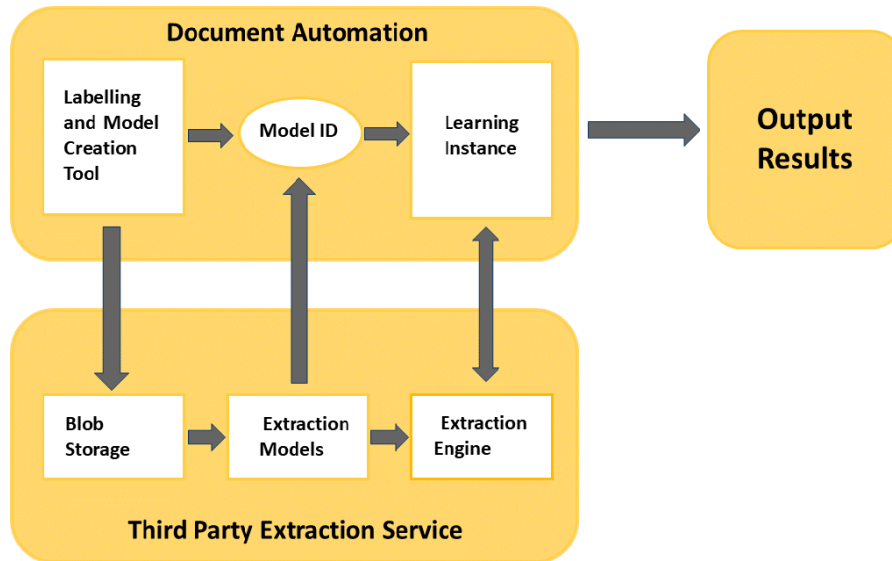 Document Automation
Labelling
and Model
Creation
Tool
Model ID
Learning
Instance
Output
Results
Blob
Storage
Extraction
Models
Extraction
Engine
Third Party Extraction Service